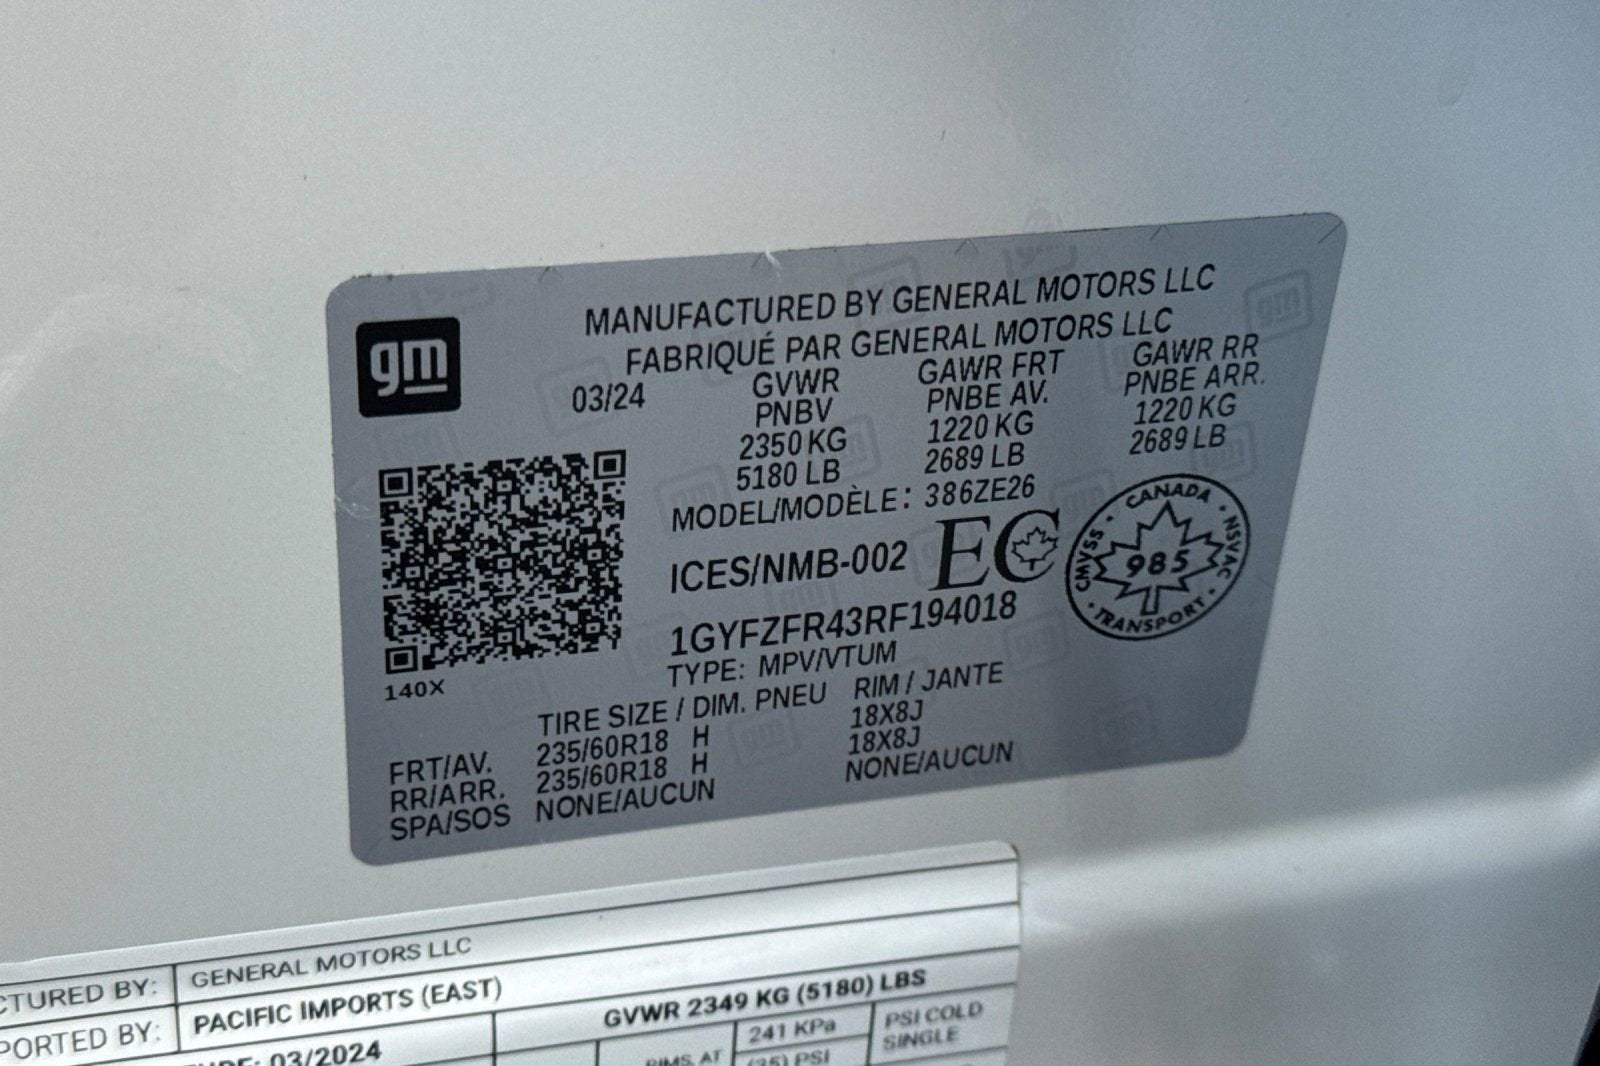 gm
MANUFACTURED BY GENERAL MOTORS LLC
FABRIQUÉ PAR GENERAL MOTORS LLC
03/24 GVWR GAWR FRT GAWR RR
PNBV PNBE AV. PNBE ARR.
2350 KG 1220 KG 1220 KG
5180 LB 2689 LB 2689 LB
MODEL/MODÈLE: 386ZE26
ICES/NMB-002 EC
CANADA
CMVSS 985 NSVAC
TRANSPORT
1GYFZFR43RF194018
TYPE: MPV/VTUM
140X
TIRE SIZE / DIM. PNEU RIM / JANTE
FRT/AV. 235/60R18 H 18X8J
RR/ARR. 235/60R18 H 18X8J
SPA/SOS NONE/AUCUN NONE/AUCUN
CTURED BY: GENERAL MOTORS LLC
PORTED BY: PACIFIC IMPORTS (EAST)
03/2024 GVWR 2349 KG (5180) LBS
RIMS, AT 241 KPa PSI COLD
(35) PSI SINGLE